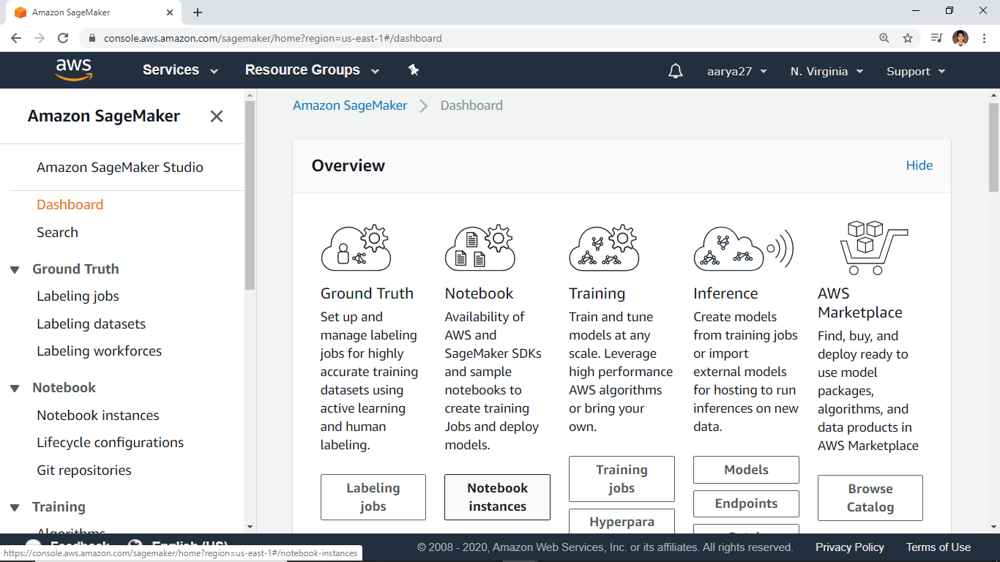 Amazon SageMaker
console.aws.amazon.com/sagemaker/home?region=us-east-1#/dashboard
aws
Services
Resource Groups
aarya27
N. Virginia
Support
Amazon SageMaker
Amazon SageMaker Studio
Dashboard
Search
Ground Truth
Labeling jobs
Labeling datasets
Labeling workforces
Notebook
Notebook instances
Lifecycle configurations
Git repositories
Training
Algorithms
Amazon SageMaker
Dashboard
Overview
Hide
Ground Truth
Set up and
manage labeling
jobs for highly
accurate training
datasets using
active learning
and human
labeling.
Labeling
jobs
Notebook
Availability of
AWS and
SageMaker SDKs
and sample
notebooks to
create training
Jobs and deploy
models.
Notebook
instances
Training
Train and tune
models at any
scale. Leverage
high performance
AWS algorithms
or bring your
own.
Training
jobs
Hyperpara
Inference
Create models
from training jobs
or import
external models
for hosting to run
inferences on new
data.
Models
Endpoints
AWS
Marketplace
Find, buy, and
deploy ready to
use model
packages,
algorithms, and
data products in
AWS Marketplace
Browse
Catalog
Feedback
English (US)
© 2008 - 2020, Amazon Web Services, Inc. or its affiliates. All rights reserved.
Privacy Policy
Terms of Use
https://console.aws.amazon.com/sagemaker/home?region=us-east-1#/notebook-instances